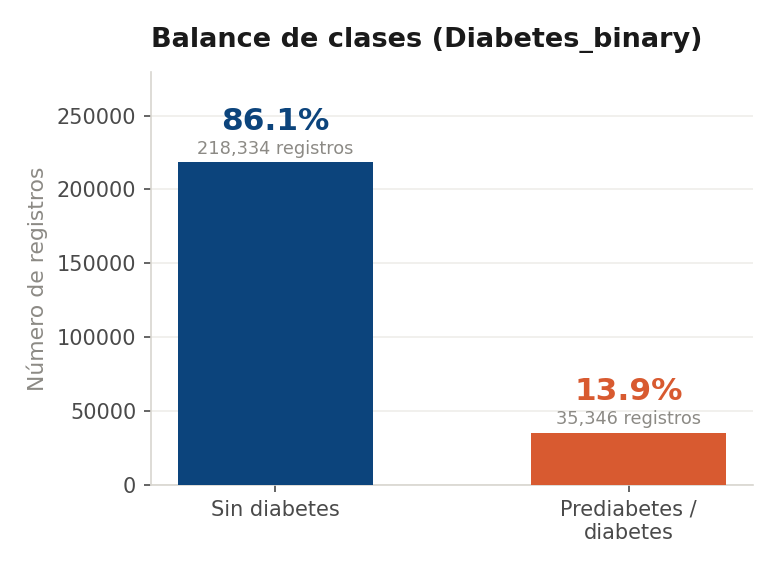 Balance de clases (Diabetes_binary)
Número de registros
250000
200000
150000
100000
50000
0
86.1%
218,334 registros
13.9%
35,346 registros
Sin diabetes
Prediabetes /
diabetes